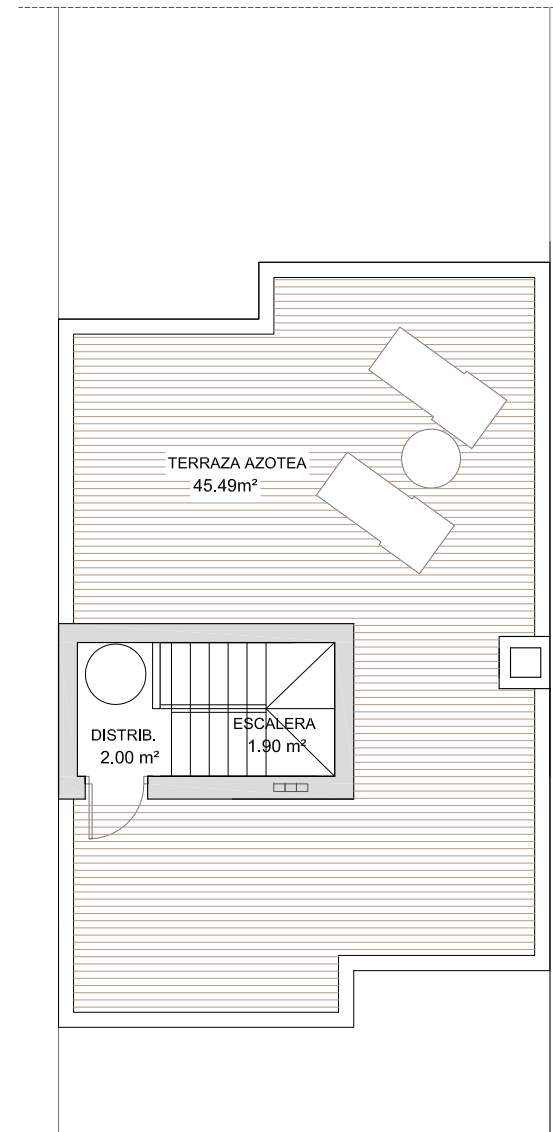 TERRAZA AZOTEA
45.49m²
ESCALERA
1.90 m²
DISTRIB.
2.00 m²